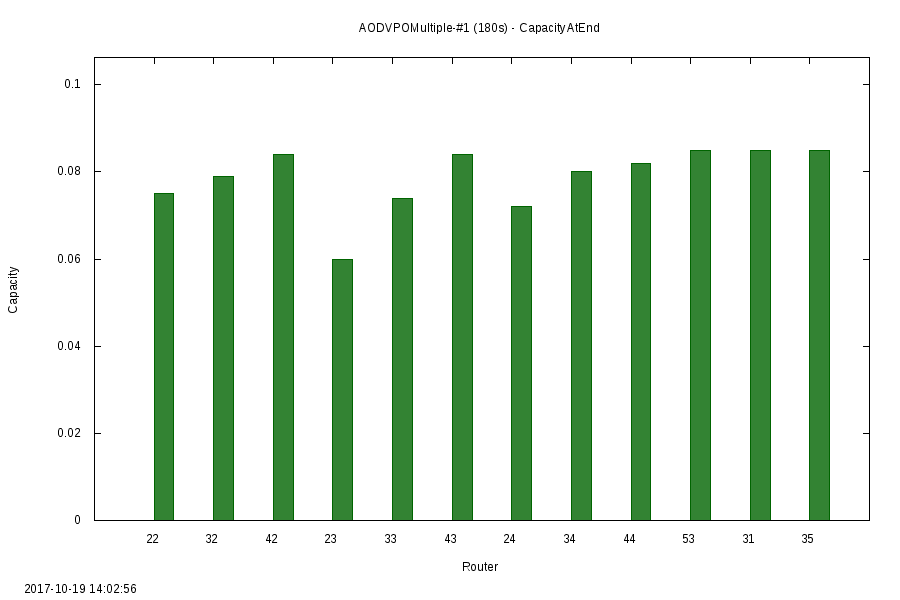 AODVPOMultiple-#1 (180s) - CapacityAtEnd
0.1
0.08
0.06
0.04
0.02
0
Capacity
22 32 42 23 33 43 24 34 44 53 31 35
Router
2017-10-19 14:02:56